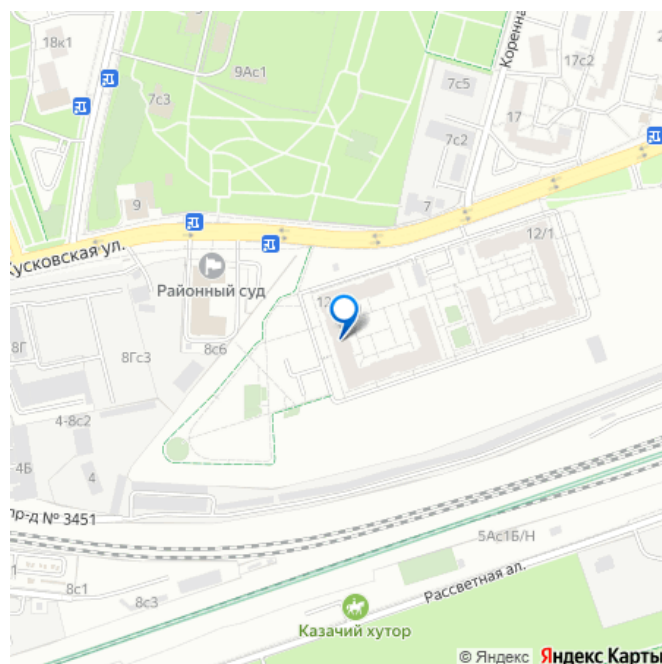 18к1
9Ас1
7с3
7с5
Коренна
17с2
17
7с2
9
7
12/1
Кусковская ул.
Районный суд
12
8Г
8Гс3
8с6
4-8с2
4Б
4
пр-д № 3451
5Ас1Б/Н
8с1
8с3
Рассветная ал.
Казачий хутор
© Яндекс Яндекс Карты